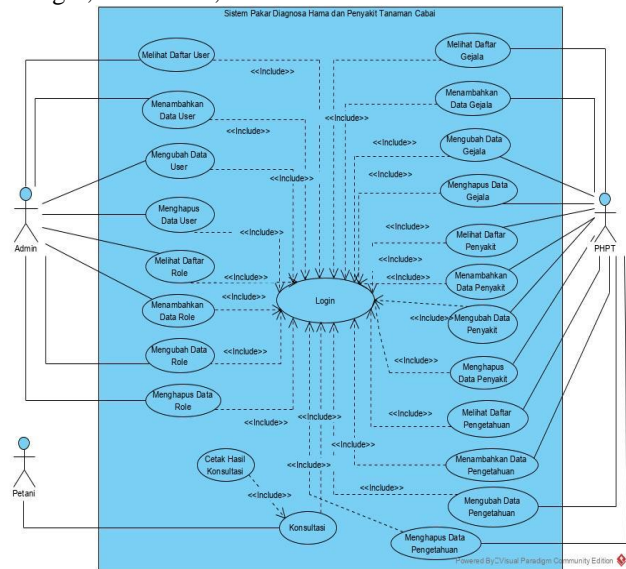 Sistem Pakar Diagnosa Hama dan Penyakit Tanaman Cabai
Melihat Daftar User
<<Include>>
Melihat Daftar
Gejala
<<Include>>
Menambahkan
Data User
<<Include>>
Menambahkan
Data Gejala
<<Include>>
Mengubah Data
User
<<Include>>
Mengubah Data
Gejala
<<Include>>
Menghapus
Data User
<<Include>>
Menghapus Data
Gejala
<<Include>>
Admin
PHPT
Melihat Daftar
Role
<<Include>>
Melihat Daftar
Penyakit
<<Include>>
Menambahkan
Data Role
<<Include>>
Login
Menambahkan
Data Penyakit
<<Include>>
Mengubah Data
Role
<<Include>>
Mengubah Data
Penyakit
<<Include>>
Menghapus Data
Role
<<Include>>
Menghapus
Data Penyakit
<<Include>>
Melihat Daftar
Pengetahuan
<<Include>>
Petani
Cetak Hasil
Konsultasi
<<Include>>
<<Include>>
Konsultasi
Menambahkan Data
Pengetahuan
<<Include>>
Mengubah Data
Pengetahuan
<<Include>>
Menghapus Data
Pengetahuan
Visual Paradigm Community Edition